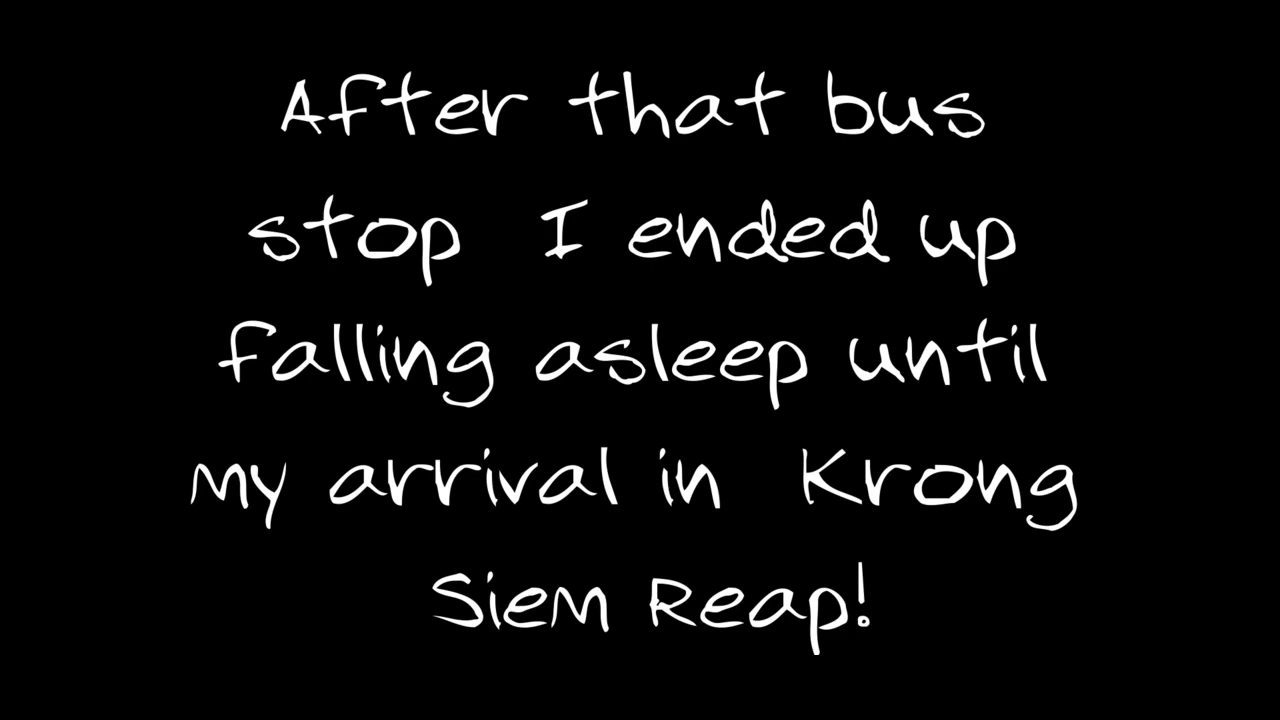 After that bus
stop I ended up
falling asleep until
my arrival in Krong
Siem Reap!